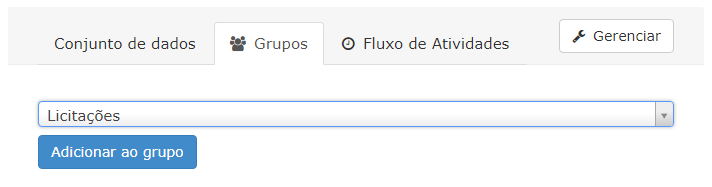 Conjunto de dados Grupos Fluxo de Atividades Gerenciar
Licitações
Adicionar ao grupo